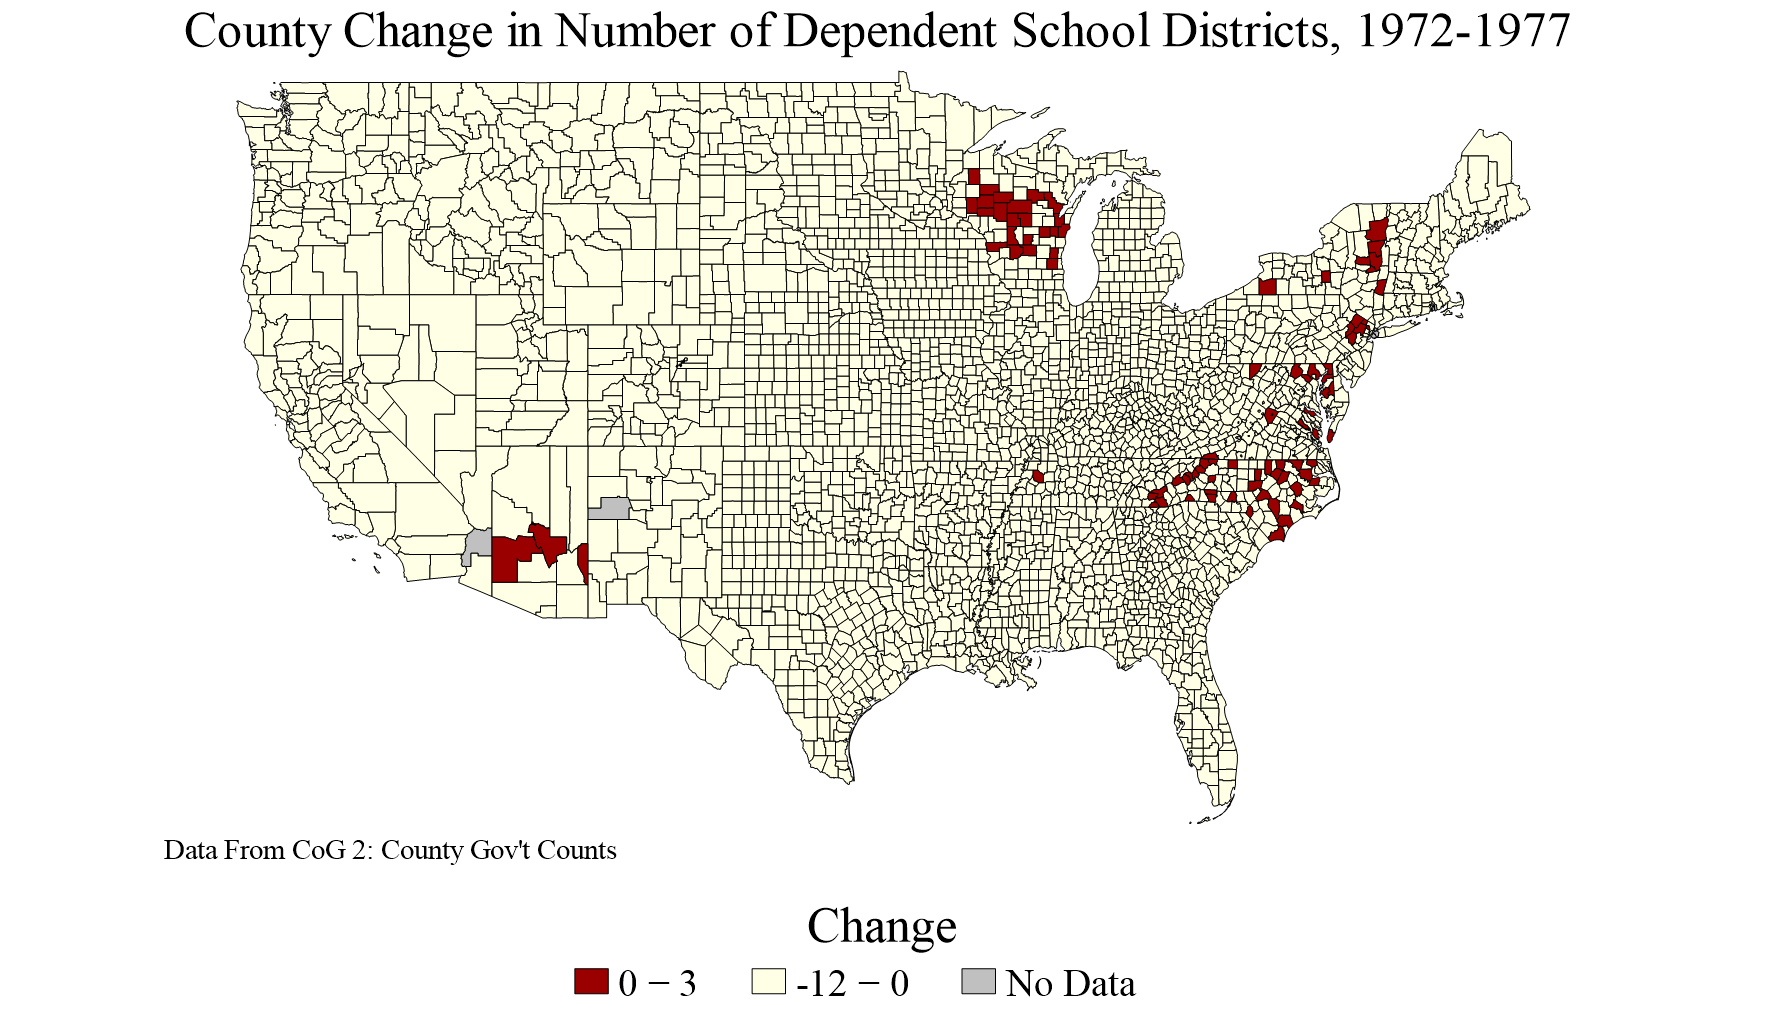 County Change in Number of Dependent School Districts, 1972-1977
Data From CoG 2: County Gov't Counts
Change
0 − 3
-12 − 0
No Data